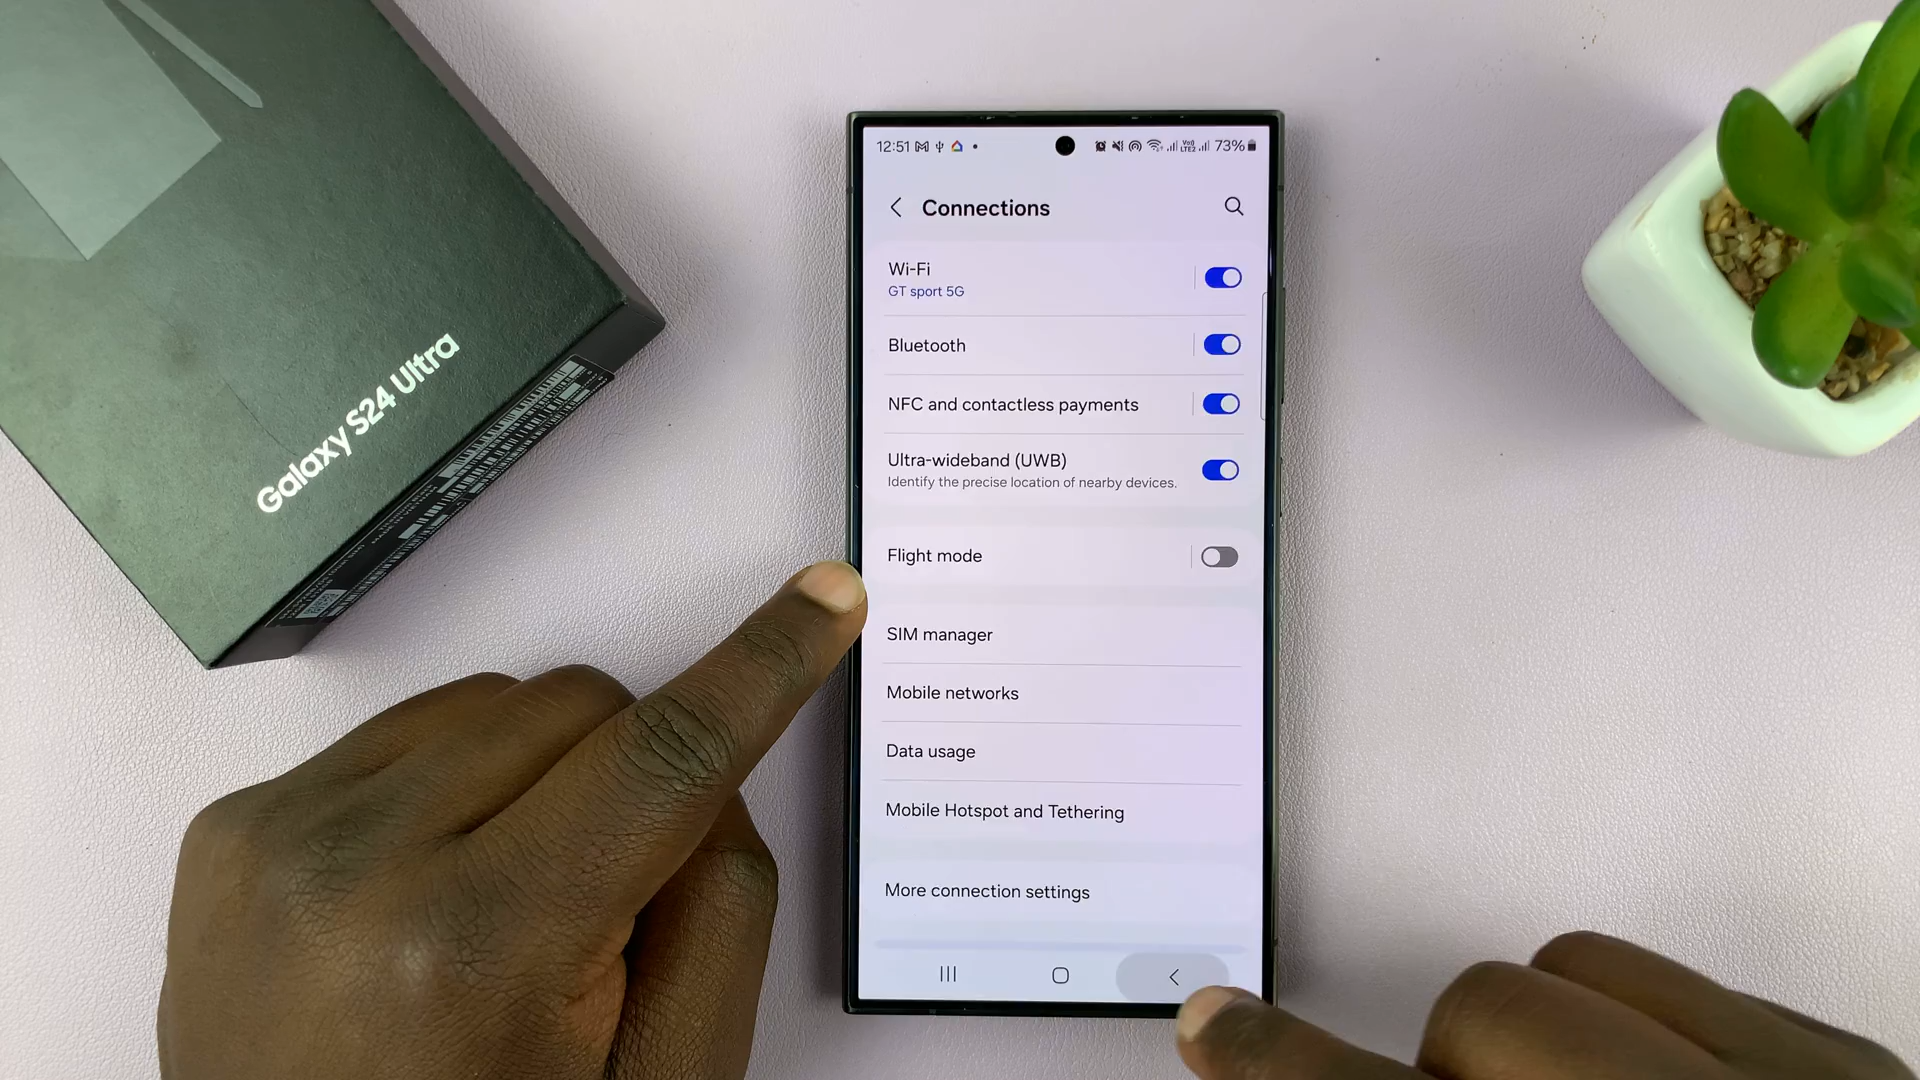 Galaxy S24 Ultra
12:51
73%
Connections
Wi-Fi
GT sport 5G
Bluetooth
NFC and contactless payments
Ultra-wideband (UWB)
Identify the precise location of nearby devices.
Flight mode
SIM manager
Mobile networks
Data usage
Mobile Hotspot and Tethering
More connection settings